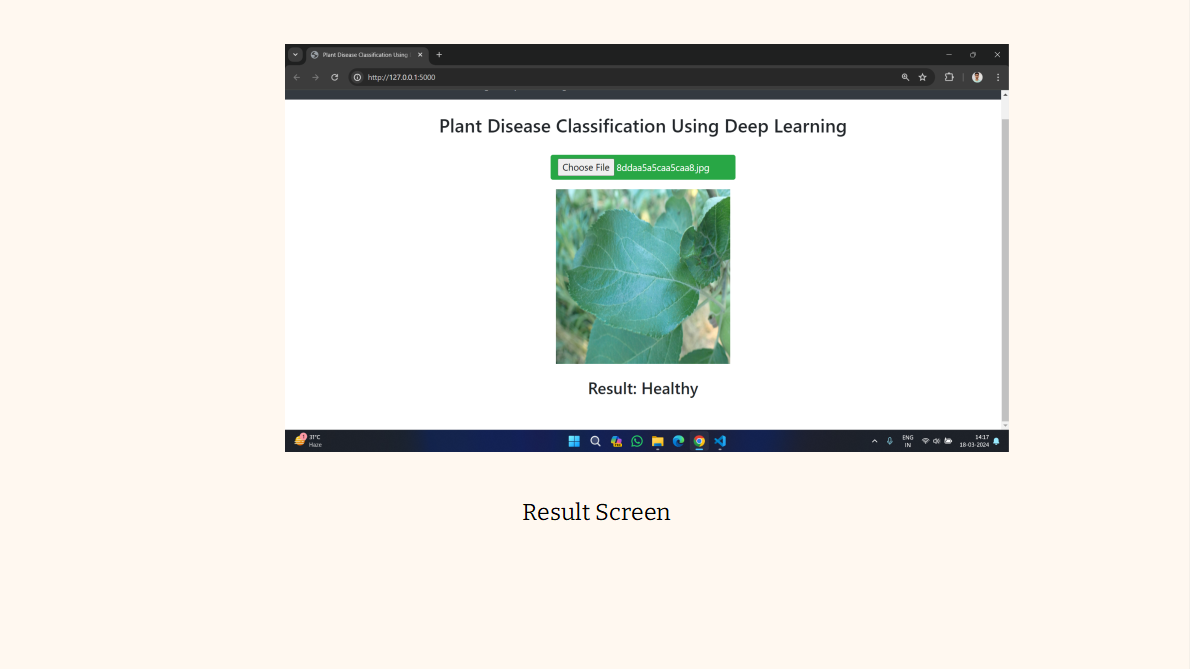 Plant Disease Classification Using
http://127.0.0.1:5000
Plant Disease Classification Using Deep Learning
Choose File 8ddaa5a5caa5caa8.jpg
Result: Healthy
31°C
Haze
ENG
IN
14:17
18-03-2024
Result Screen